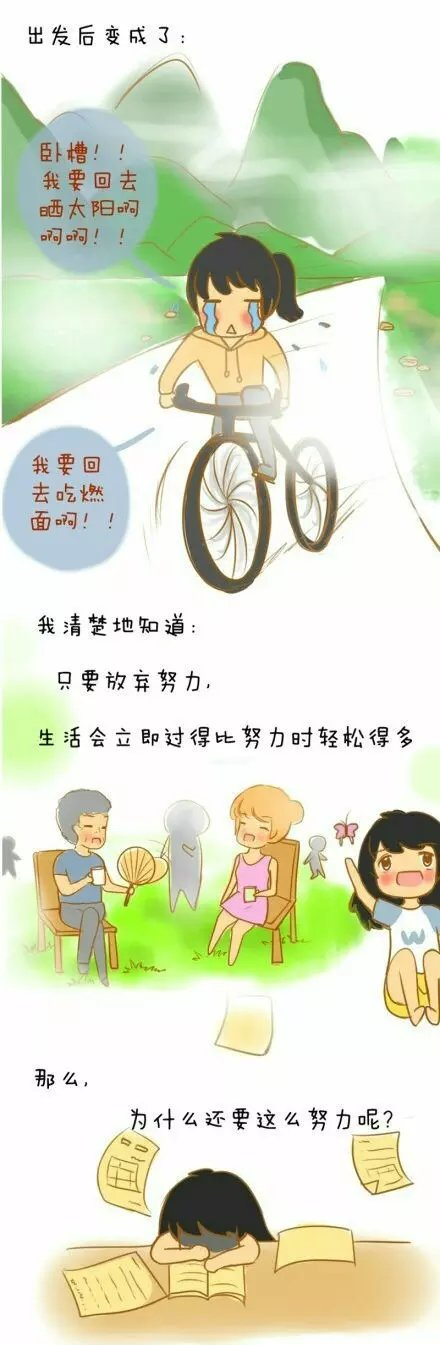 出发后变成了:
卧槽！！
我要回去
晒太阳啊
啊啊！！
我要回
去吃燃
面啊！！
我清楚地知道:
只要放弃努力,
生活会立即过得比努力时轻松得多
W
那么,
为什么还要这么努力呢?